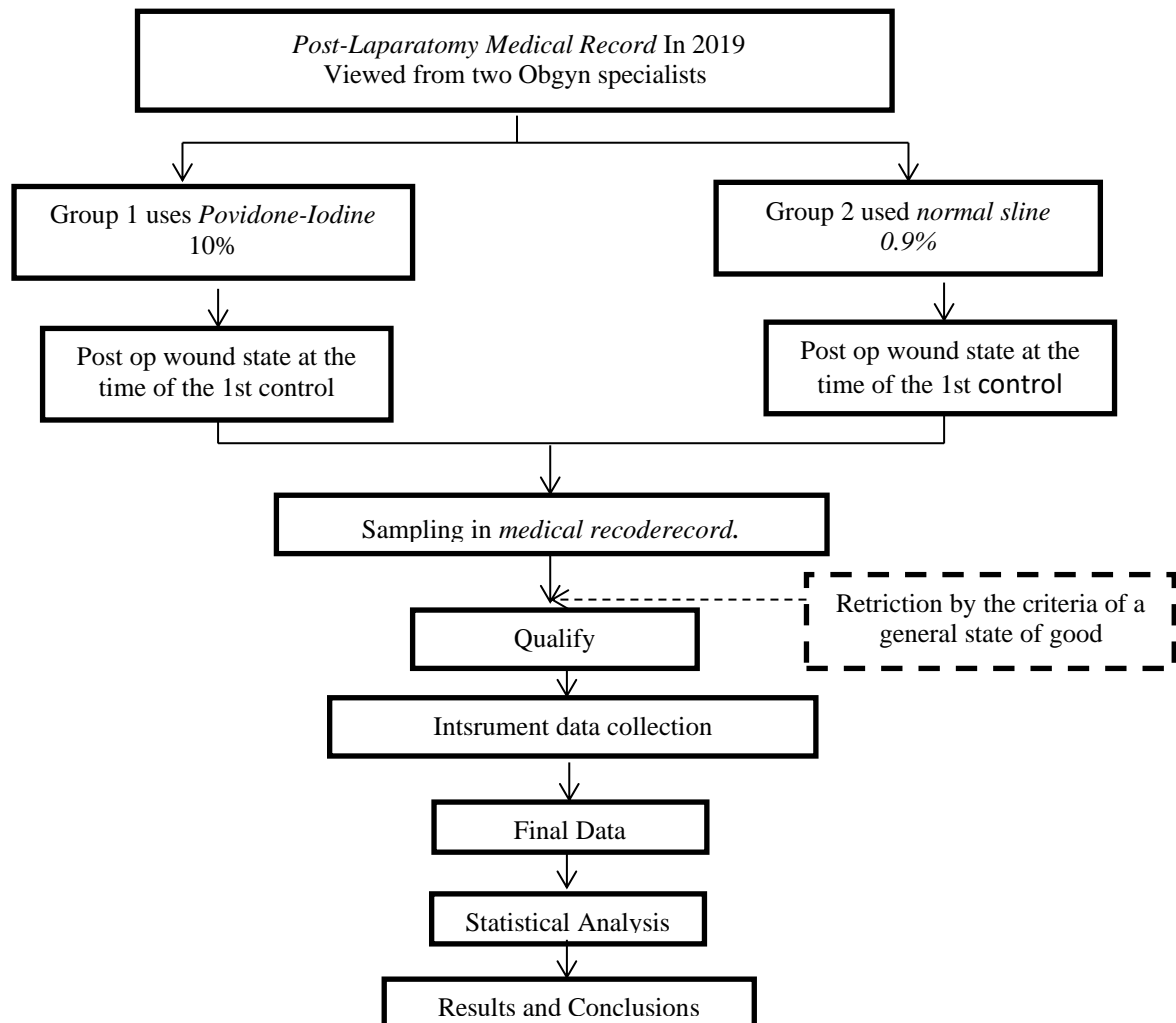 Post-Laparatomy Medical Record In 2019
Viewed from two Obgyn specialists
Group 1 uses Povidone-Iodine
10%
Group 2 used normal sline
0.9%
Post op wound state at the
time of the 1st control
Post op wound state at the
time of the 1st control
Sampling in medical recoderecord.
Retriction by the criteria of a
general state of good
Qualify
Intsrument data collection
Final Data
Statistical Analysis
Results and Conclusions